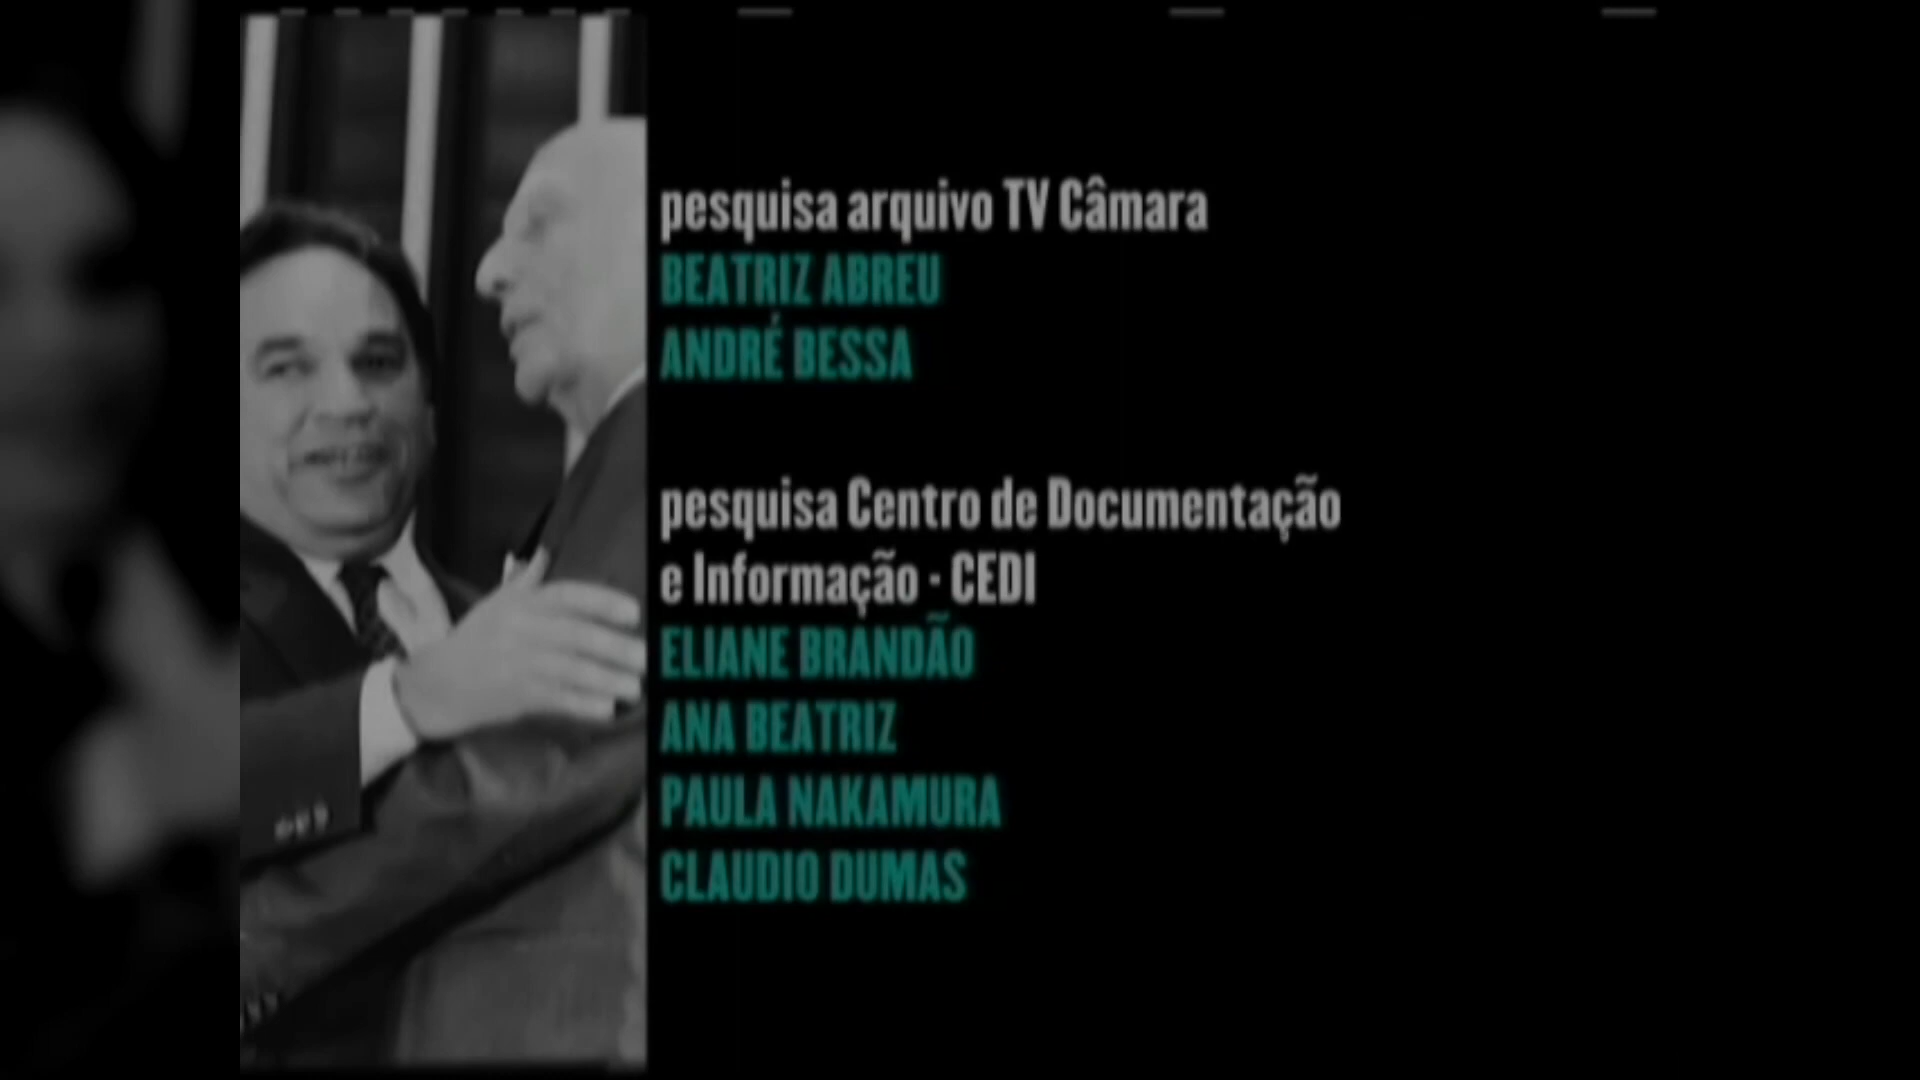 pesquisa arquivo TV Câmara
BEATRIZ ABREU
ANDRÉ BESSA
pesquisa Centro de Documentação
e Informação - CEDI
ELIANE BRANDÃO
ANA BEATRIZ
PAULA NAKAMURA
CLAUDIO DUMAS